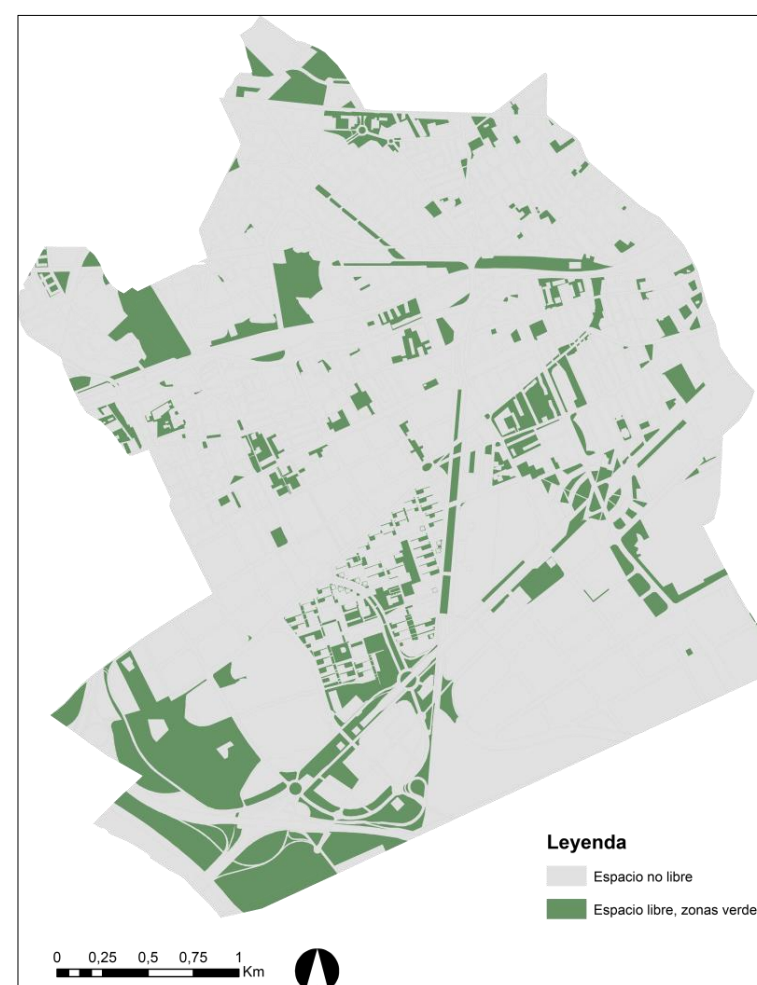 Leyenda
Espacio no libre
Espacio libre, zonas verde
0 0,25 0,5 0,75 1
Km